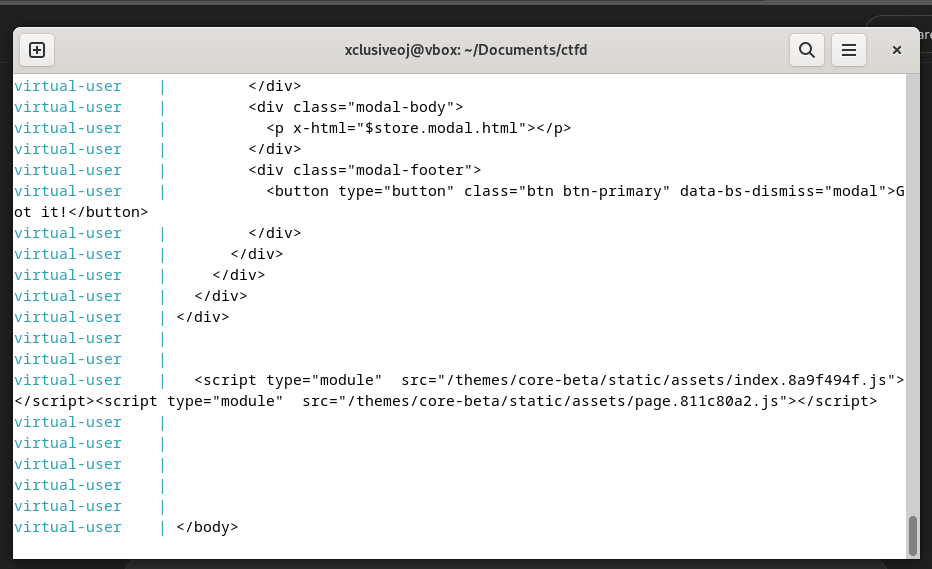 are
xclusiveoj@vbox: ~/Documents/ctfd
virtual-user    |         </div>
virtual-user    |         <div class="modal-body">
virtual-user    |           <p x-html="$store.modal.html"></p>
virtual-user    |         </div>
virtual-user    |         <div class="modal-footer">
virtual-user    |           <button type="button" class="btn btn-primary" data-bs-dismiss="modal">G
ot it!</button>
virtual-user    |         </div>
virtual-user    |       </div>
virtual-user    |     </div>
virtual-user    |   </div>
virtual-user    | </div>
virtual-user    |
virtual-user    |
virtual-user    |   <script type="module"  src="/themes/core-beta/static/assets/index.8a9f494f.js">
</script><script type="module"  src="/themes/core-beta/static/assets/page.811c80a2.js"></script>
virtual-user    |
virtual-user    |
virtual-user    |
virtual-user    |
virtual-user    |
virtual-user    | </body>